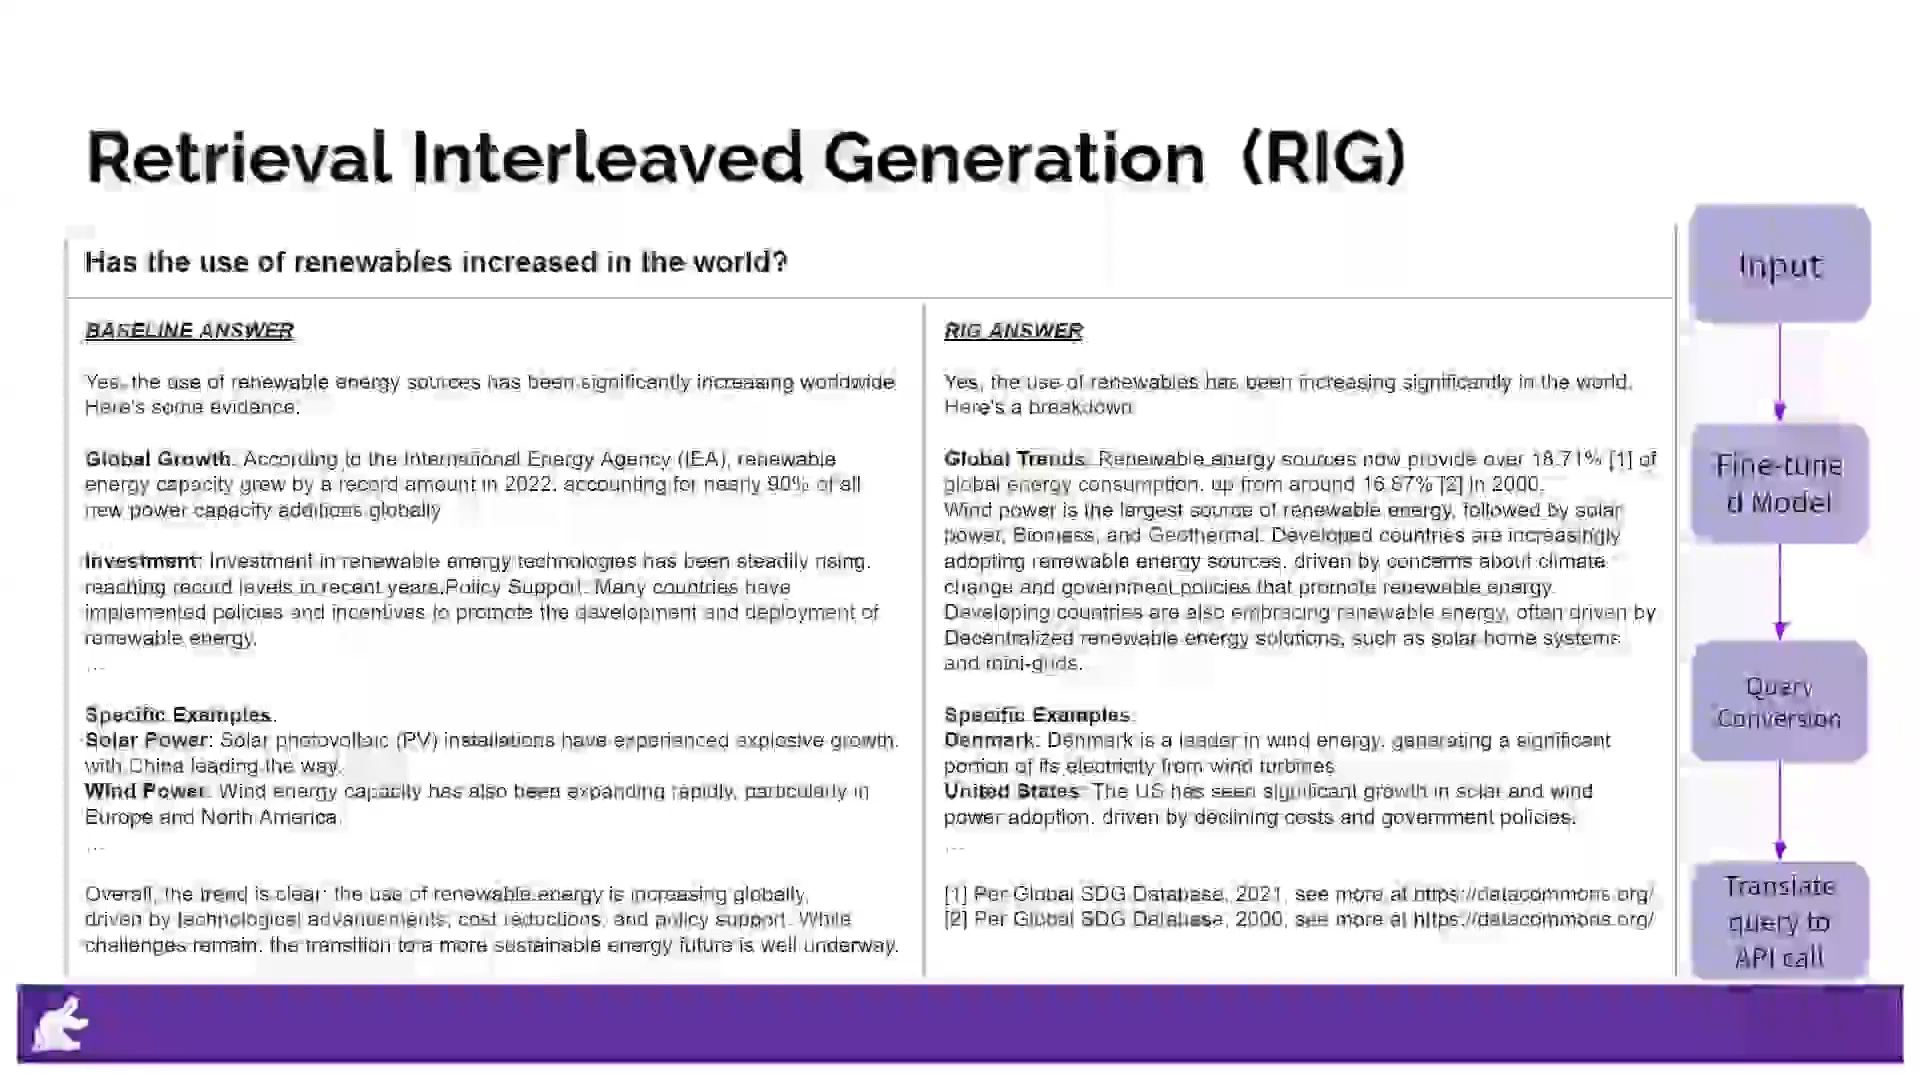 Retrieval Interleaved Generation (RIG)
Has the use of renewables increased in the world?
BASELINE ANSWER
Yes, the use of renewable energy sources has been significantly increasing worldwide.
Here's some evidence:
Global Growth: According to the International Energy Agency (IEA), renewable
energy capacity grew by a record amount in 2022, accounting for nearly 90% of all
new power capacity additions globally
Investment: Investment in renewable energy technologies has been steadily rising,
reaching record levels in recent years.Policy Support: Many countries have
implemented policies and incentives to promote the development and deployment of
renewable energy.
...
Specific Examples:
Solar Power: Solar photovoltaic (PV) installations have experienced explosive growth,
with China leading the way.
Wind Power: Wind energy capacity has also been expanding rapidly, particularly in
Europe and North America.
...
Overall, the trend is clear: the use of renewable energy is increasing globally,
driven by technological advancements, cost reductions, and policy support. While
challenges remain, the transition to a more sustainable energy future is well underway.
RIG ANSWER
Yes, the use of renewables has been increasing significantly in the world.
Here's a breakdown:
Global Trends: Renewable energy sources now provide over 18.71% [1] of
global energy consumption, up from around 16.87% [2] in 2000.
Wind power is the largest source of renewable energy, followed by solar
power, Biomass, and Geothermal. Developed countries are increasingly
adopting renewable energy sources, driven by concerns about climate
change and government policies that promote renewable energy.
Developing countries are also embracing renewable energy, often driven by
Decentralized renewable energy solutions, such as solar home systems
and mini-grids.
Specific Examples:
Denmark: Denmark is a leader in wind energy, generating a significant
portion of its electricity from wind turbines
United States: The US has seen significant growth in solar and wind
power adoption, driven by declining costs and government policies.
...
[1] Per Global SDG Database, 2021, see more at https://datacommons.org/
[2] Per Global SDG Database, 2000, see more at https://datacommons.org/
Input
Fine-tune
d Model
Query
Conversion
Translate
query to
API call